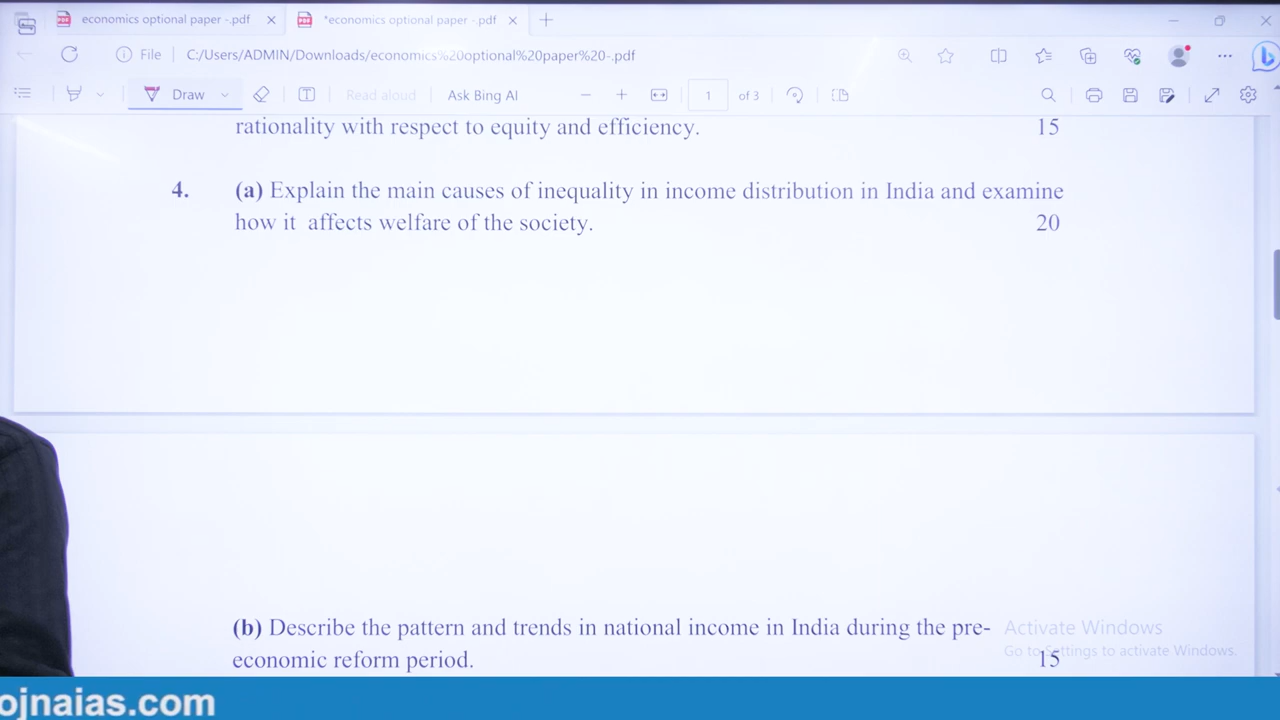 economics optional paper -.pdf
*economics optional paper -.pdf
File
C:/Users/ADMIN/Downloads/economics%20optional%20paper%20-.pdf
Draw
Read aloud
Ask Bing AI
1
of 3
rationality with respect to equity and efficiency. 15
4. (a) Explain the main causes of inequality in income distribution in India and examine
how it affects welfare of the society. 20
(b) Describe the pattern and trends in national income in India during the pre-
economic reform period. 15
Activate Windows
Go to Settings to activate Windows.
ojnaias.com